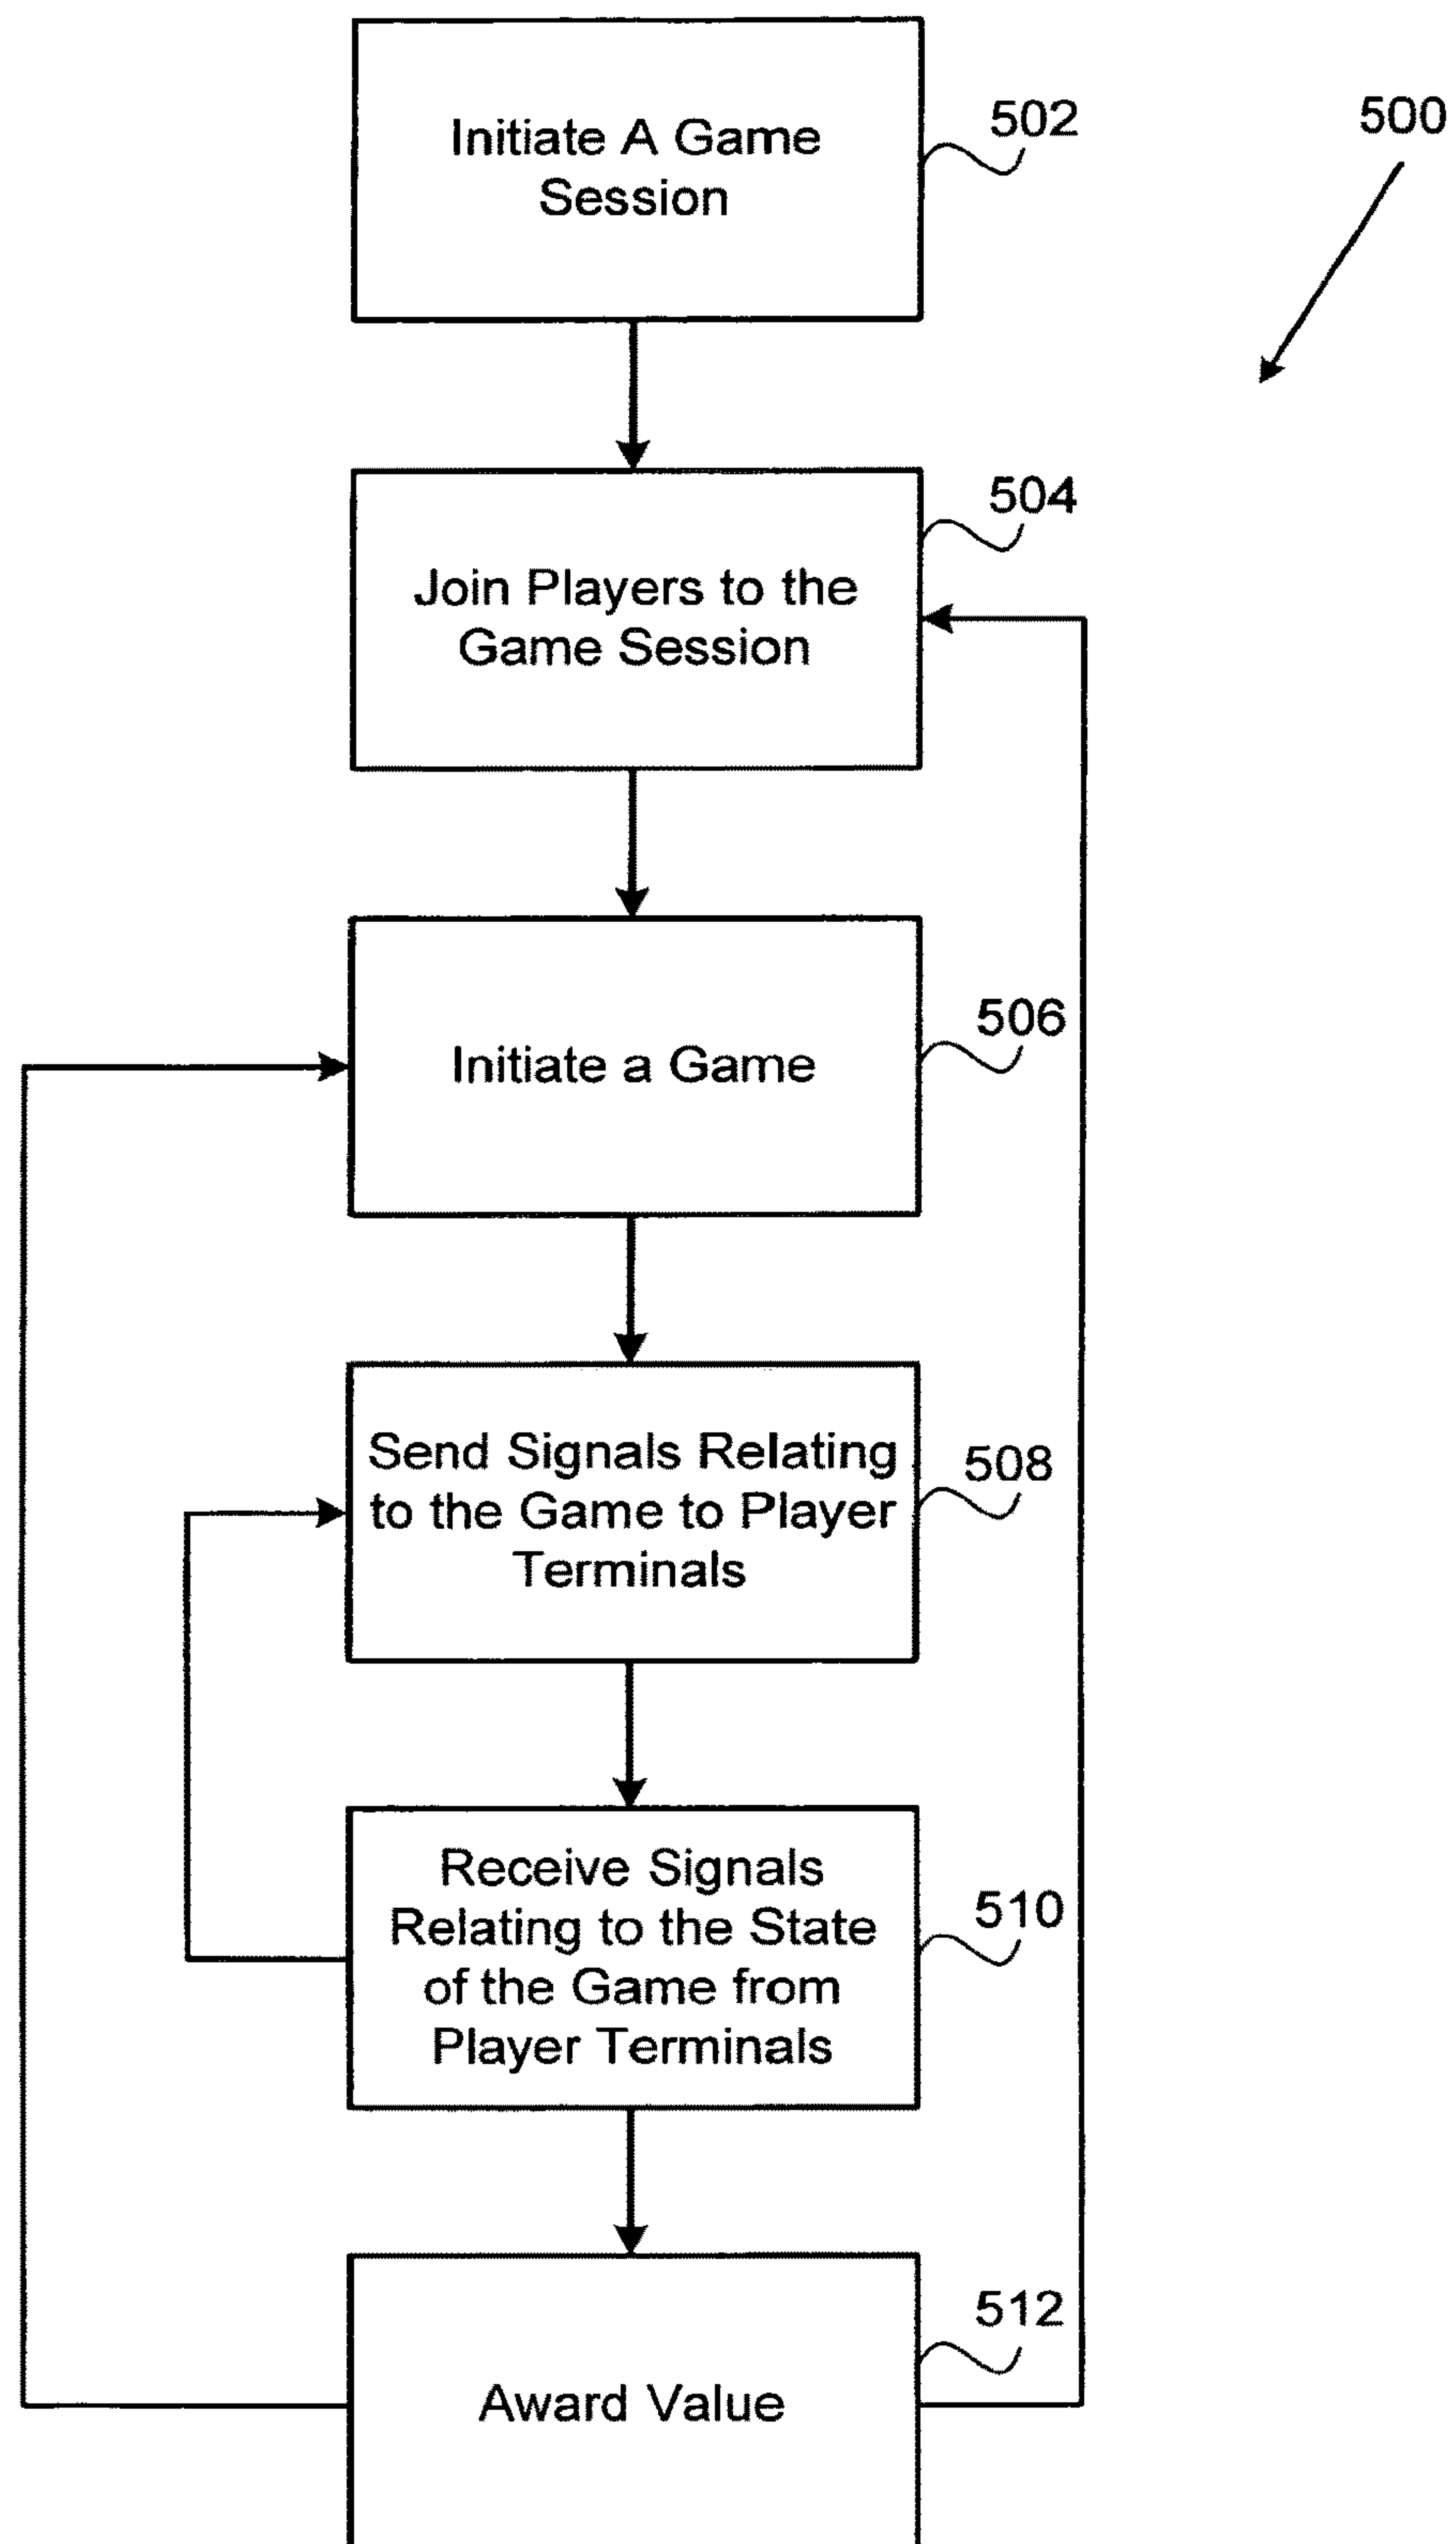 500
Initiate A Game
Session
502
Join Players to the
Game Session
504
Initiate a Game
506
Send Signals Relating
to the Game to Player
Terminals
508
Receive Signals
Relating to the State
of the Game from
Player Terminals
510
Award Value
512